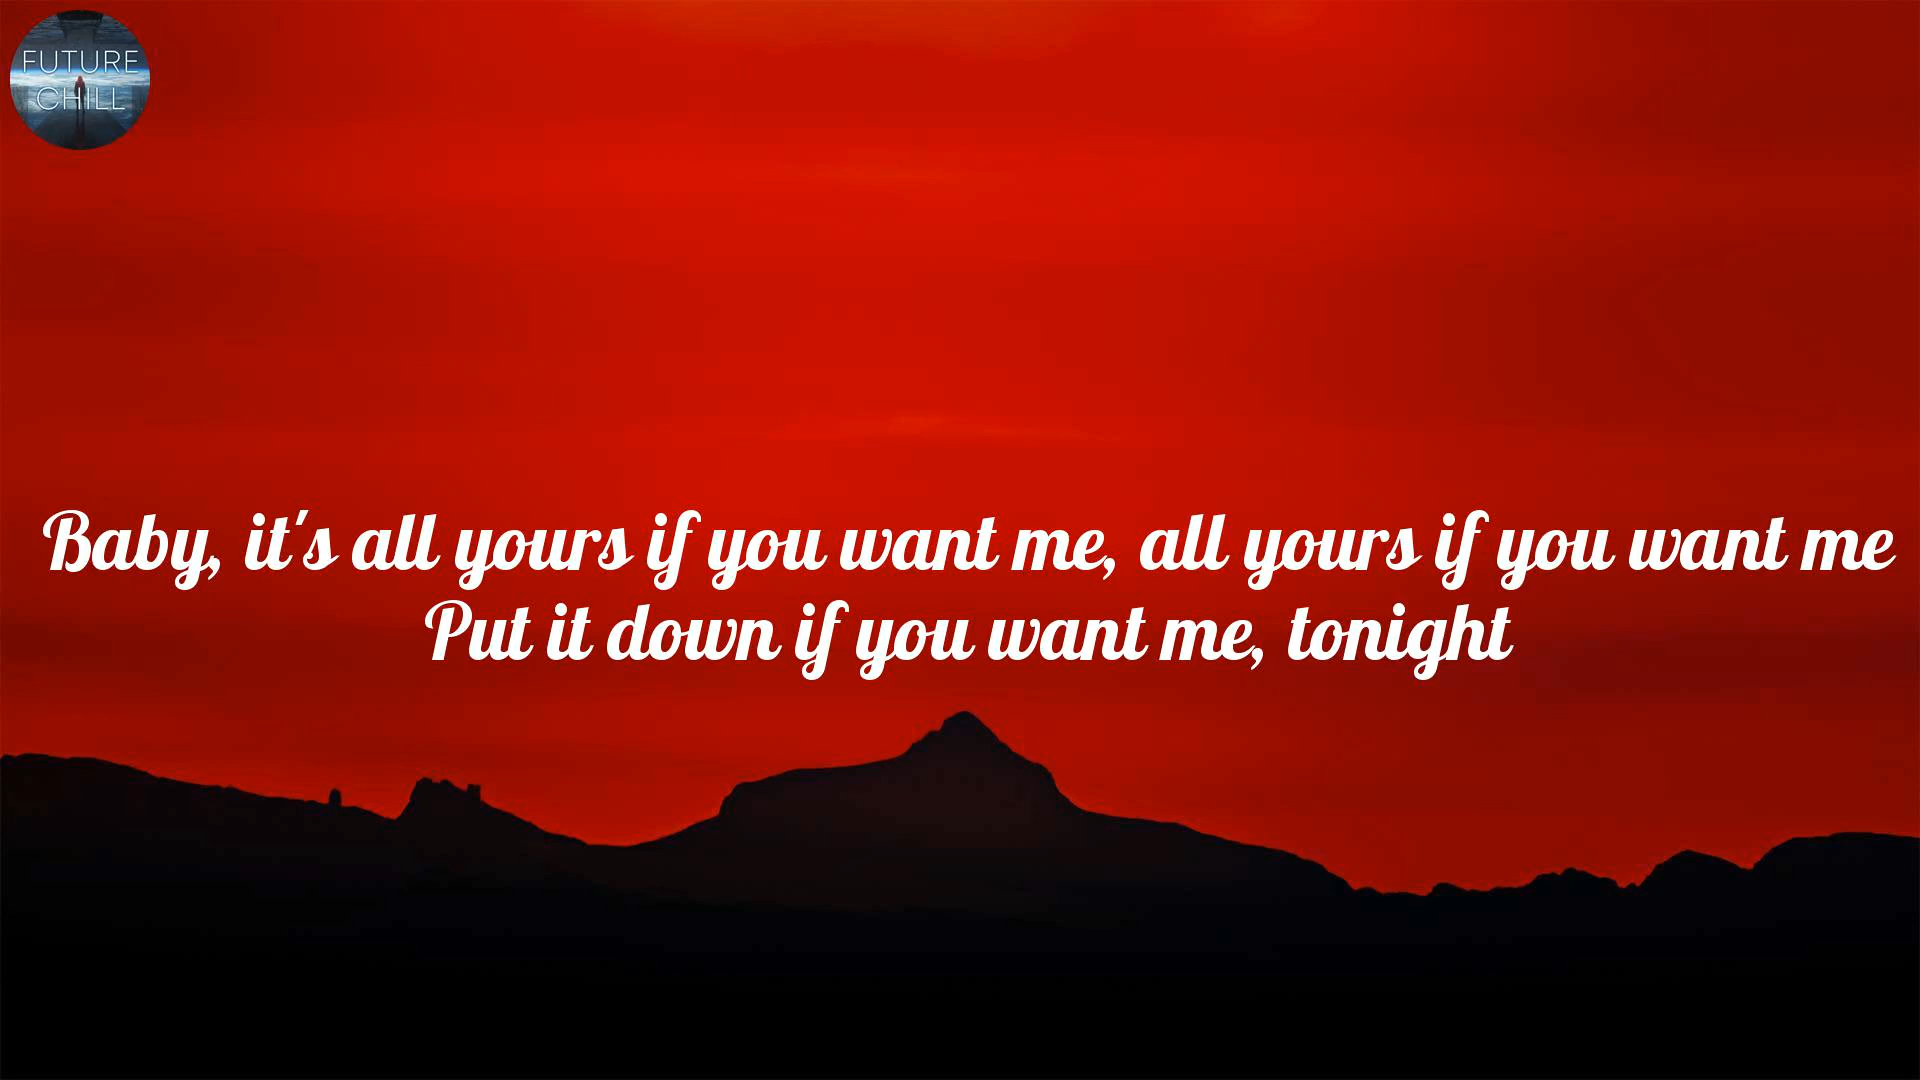 FUTURE
CHILL
Baby, it's all yours if you want me, all yours if you want me
Put it down if you want me, tonight